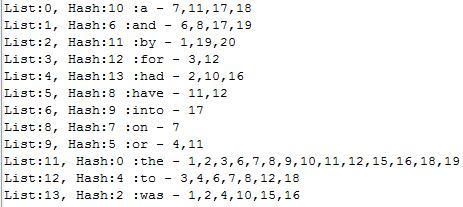 List:0, Hash:10 :a - 7,11,17,18
List:1, Hash:6 :and - 6,8,17,19
List:2, Hash:11 :by - 1,19,20
List:3, Hash:12 :for - 3,12
List:4, Hash:13 :had - 2,10,16
List:5, Hash:8 :have - 11,12
List:6, Hash:9 :into - 17
List:8, Hash:7 :on - 7
List:9, Hash:5 :or - 4,11
List:11, Hash:0 :the - 1,2,3,6,7,8,9,10,11,12,15,16,18,19
List:12, Hash:4 :to - 3,4,6,7,8,12,18
List:13, Hash:2 :was - 1,2,4,10,15,16